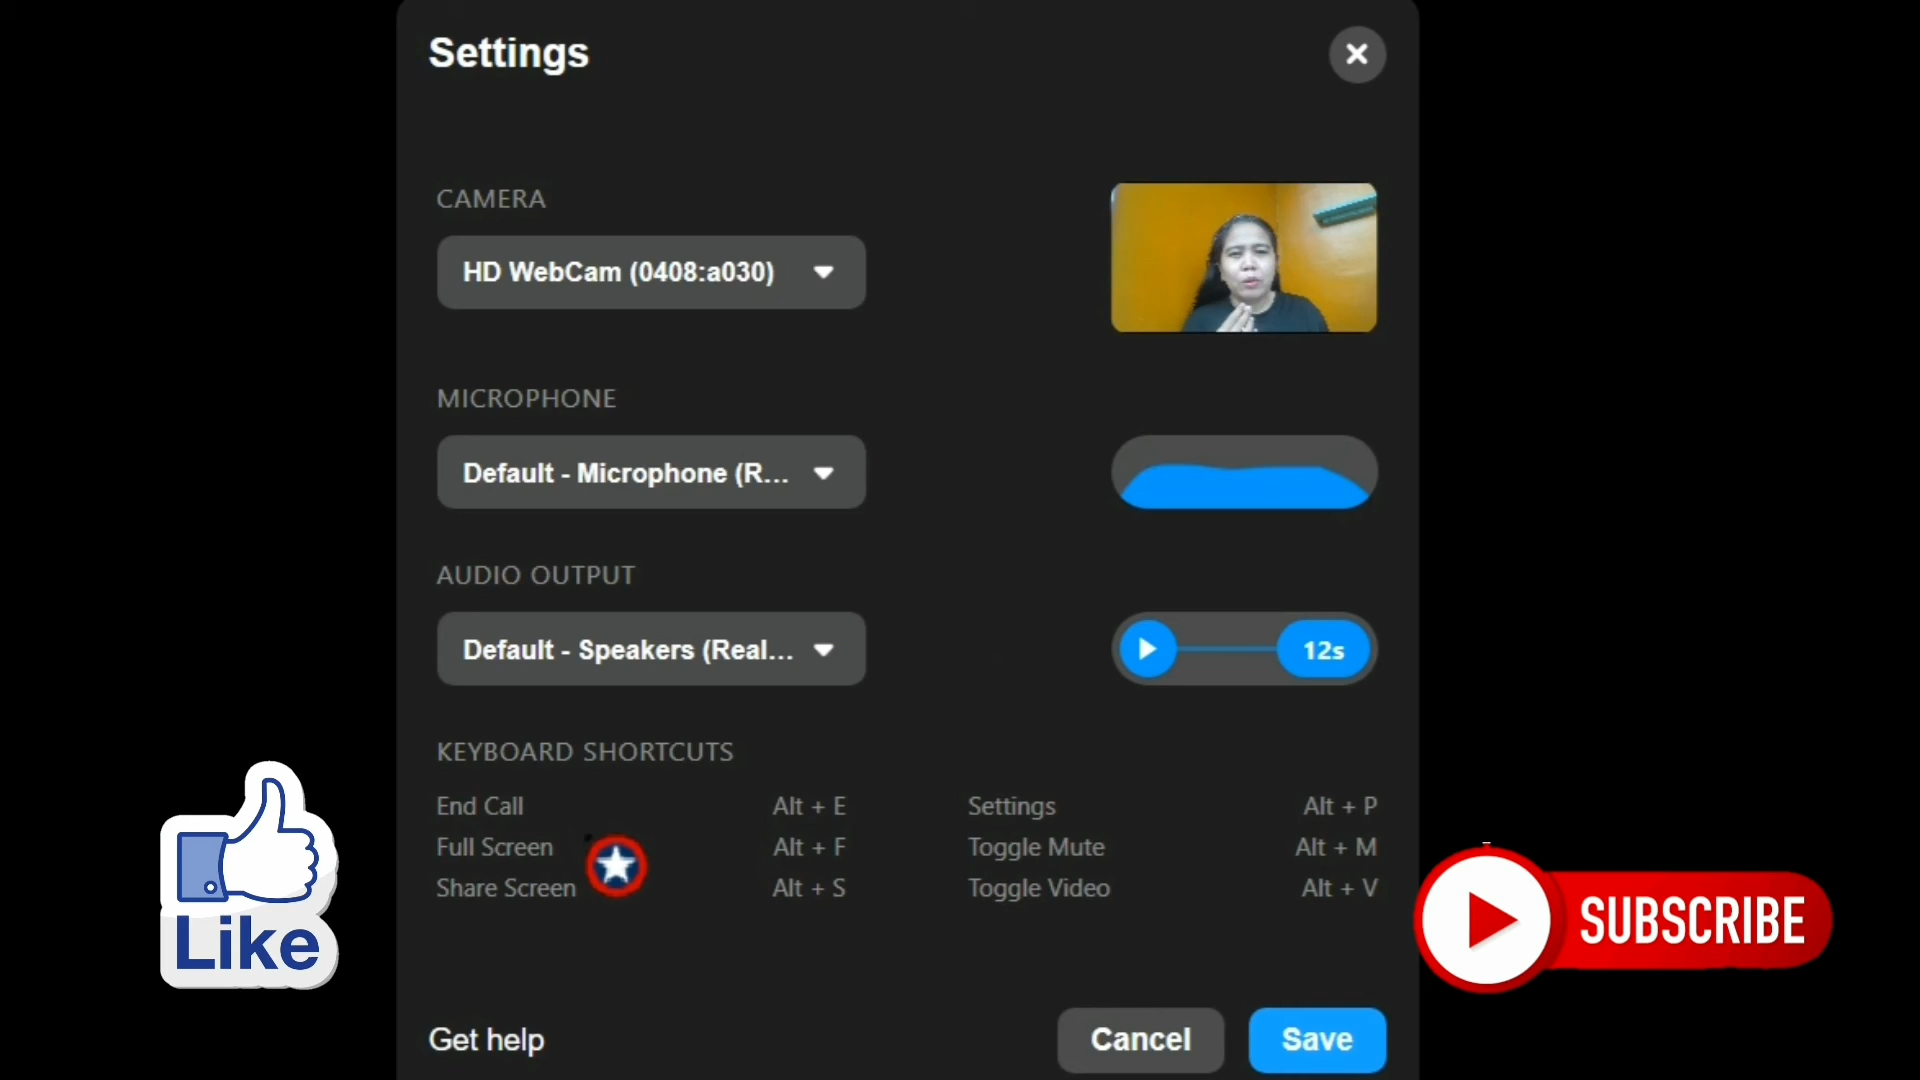 Settings
CAMERA
HD WebCam (0408:a030)
MICROPHONE
Default - Microphone (R...
AUDIO OUTPUT
Default - Speakers (Real...
12s
KEYBOARD SHORTCUTS
End Call Alt + E Settings Alt + P
Full Screen Alt + F Toggle Mute Alt + M
Share Screen Alt + S Toggle Video Alt + V
Like
SUBSCRIBE
Get help Cancel Save